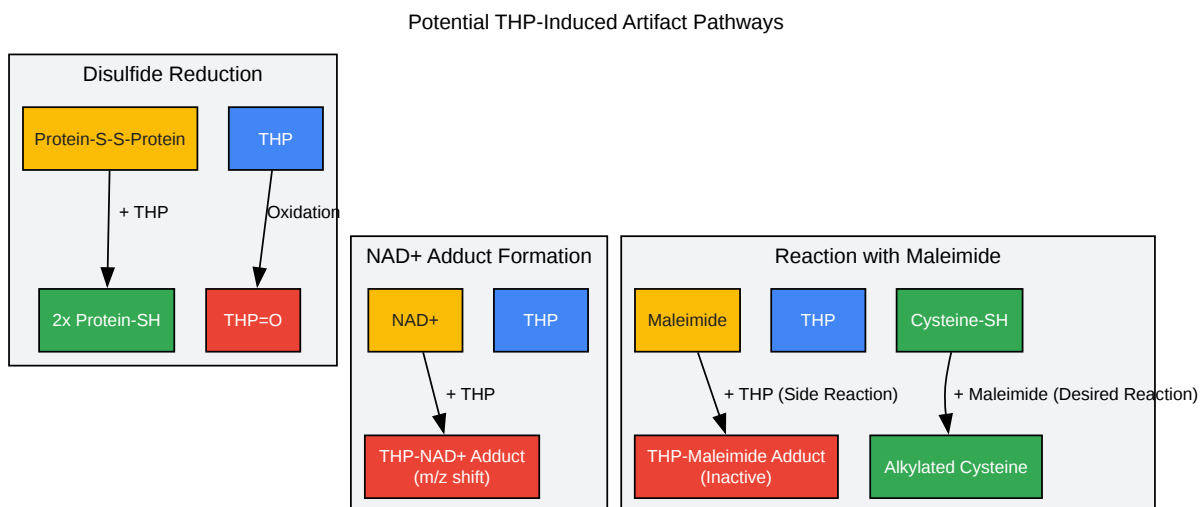 Potential THP-Induced Artifact Pathways
Disulfide Reduction
Protein-S-S-Protein
THP
+ THP
Oxidation
2x Protein-SH
THP=O
NAD+ Adduct Formation
NAD+
THP
+ THP
THP-NAD+ Adduct
(m/z shift)
Reaction with Maleimide
Maleimide
THP
Cysteine-SH
+ THP (Side Reaction)
+ Maleimide (Desired Reaction)
THP-Maleimide Adduct
(Inactive)
Alkylated Cysteine